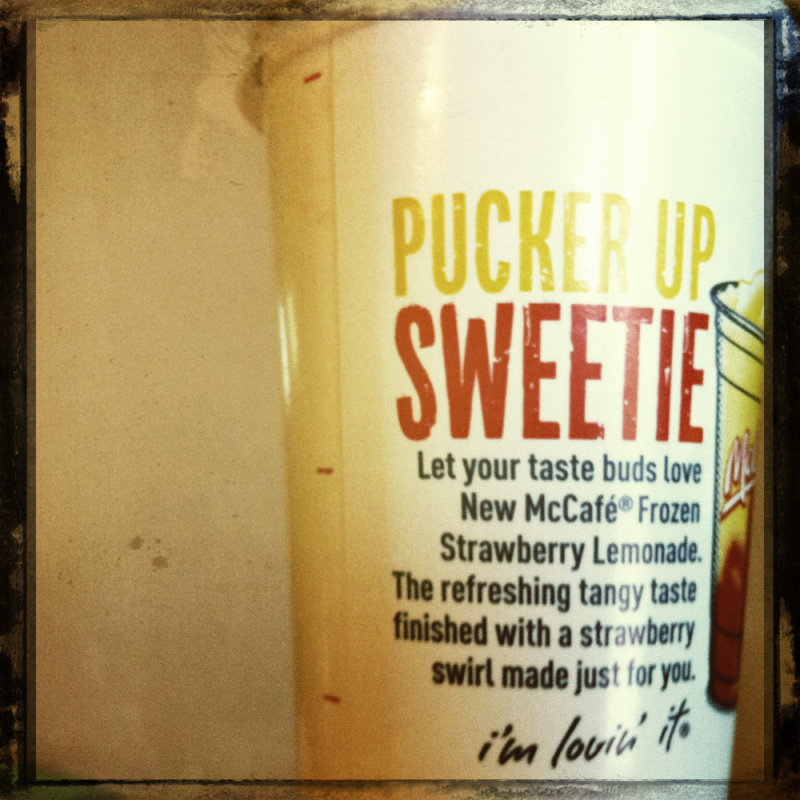 PUCKER UP
SWEETIE
Let your taste buds love
New McCafé® Frozen
Strawberry Lemonade.
The refreshing tangy taste
finished with a strawberry
swirl made just for you.
i'm lovin' it®